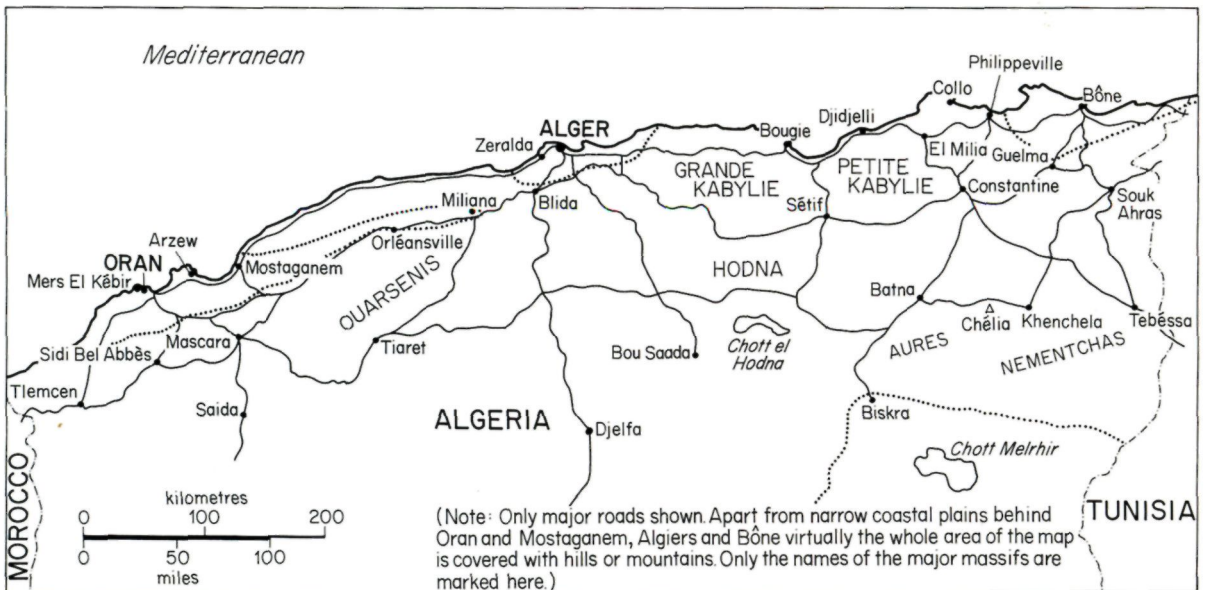 Mediterranean
Philippeville
Collo
Bône
Djidjelli
ALGER
Bougie
Zeralda
El Milia
Guelma
GRANDE
KABYLIE
PETITE
KABYLIE
Constantine
Miliana
Blida
Sétif
Souk
Ahras
Orléansville
Arzew
ORAN
Mostaganem
Mers El Kébir
HODNA
OUARSENIS
Batna
Chélia
Khenchela
Tebéssa
Mascara
Sidi Bel Abbès
Tiaret
Bou Saada
Chott el
Hodna
AURES
NEMENTCHAS
Tlemcen
Saida
ALGERIA
Biskra
Djelfa
Chott Melrhir
MOROCCO
TUNISIA
kilometres
0 100 200
0 50 100
miles
(Note: Only major roads shown. Apart from narrow coastal plains behind
Oran and Mostaganem, Algiers and Bône virtually the whole area of the map
is covered with hills or mountains. Only the names of the major massifs are
marked here.)